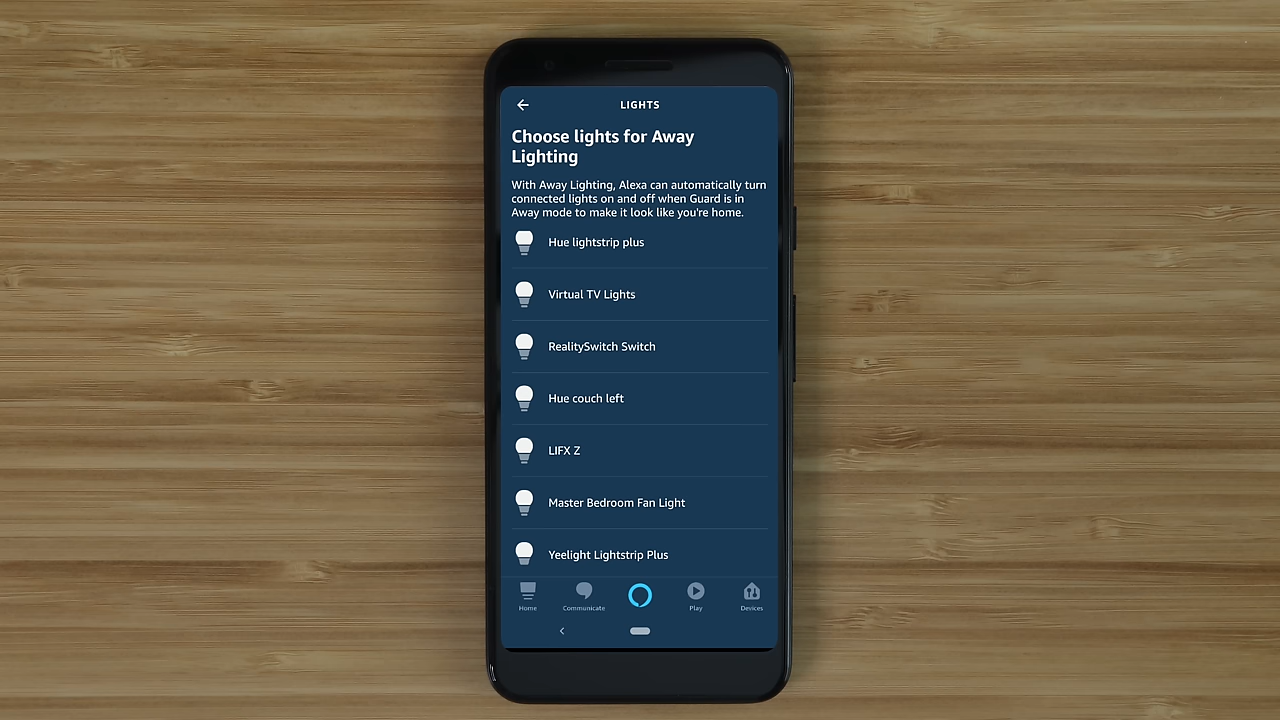 LIGHTS
Choose lights for Away
Lighting
With Away Lighting, Alexa can automatically turn
connected lights on and off when Guard is in
Away mode to make it look like you're home.
Hue lightstrip plus
Virtual TV Lights
RealitySwitch Switch
Hue couch left
LIFX Z
Master Bedroom Fan Light
Yeelight Lightstrip Plus
Home Communicate Play Devices